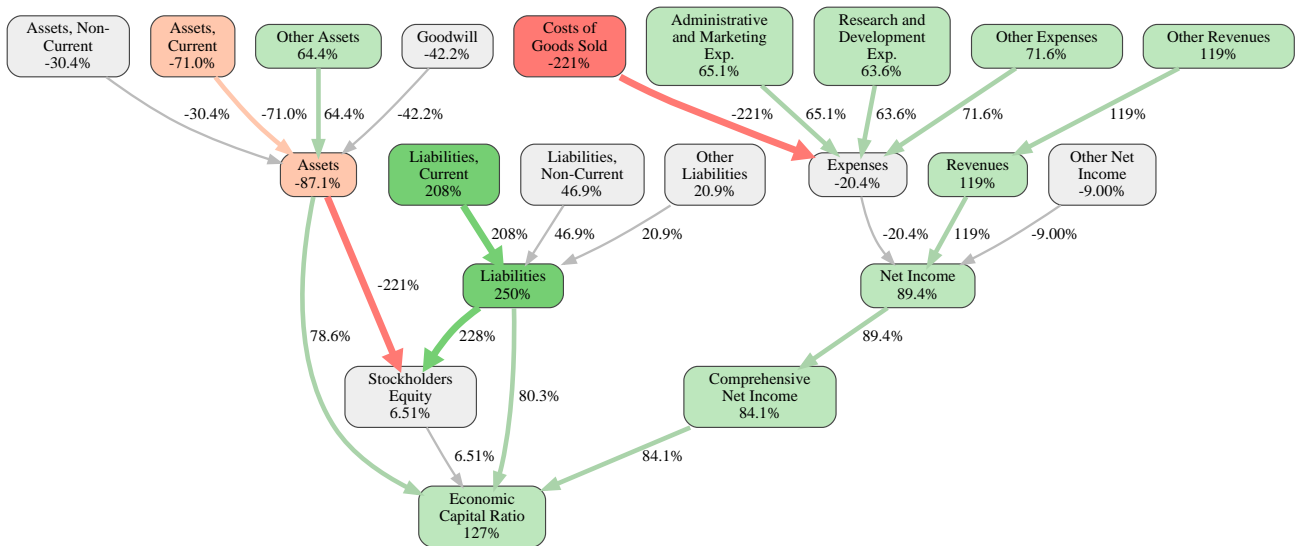 Assets, Non-
Current
-30.4%
Assets,
Current
-71.0%
Other Assets
64.4%
Goodwill
-42.2%
Costs of
Goods Sold
-221%
Administrative
and Marketing
Exp.
65.1%
Research and
Development
Exp.
63.6%
Other Expenses
71.6%
Other Revenues
119%
-30.4%
-71.0%
64.4%
-42.2%
-221%
65.1%
63.6%
71.6%
119%
Assets
-87.1%
Liabilities,
Current
208%
Liabilities,
Non-Current
46.9%
Other
Liabilities
20.9%
Expenses
-20.4%
Revenues
119%
Other Net
Income
-9.00%
208%
46.9%
20.9%
-20.4%
119%
-9.00%
-221%
Liabilities
250%
Net Income
89.4%
78.6%
228%
80.3%
89.4%
Stockholders
Equity
6.51%
Comprehensive
Net Income
84.1%
6.51%
84.1%
Economic
Capital Ratio
127%